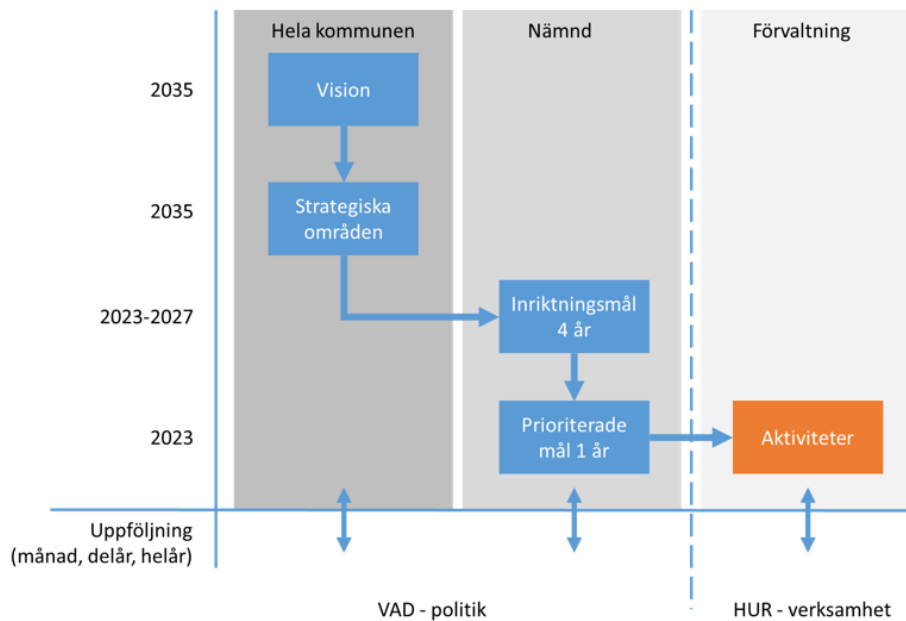 Hela kommunen
Nämnd
Förvaltning
2035
Vision
2035
Strategiska
områden
2023-2027
Inriktningsmål
4 år
2023
Prioriterade
mål 1 år
Aktiviteter
Uppföljning
(månad, delår, helår)
VAD - politik
HUR - verksamhet